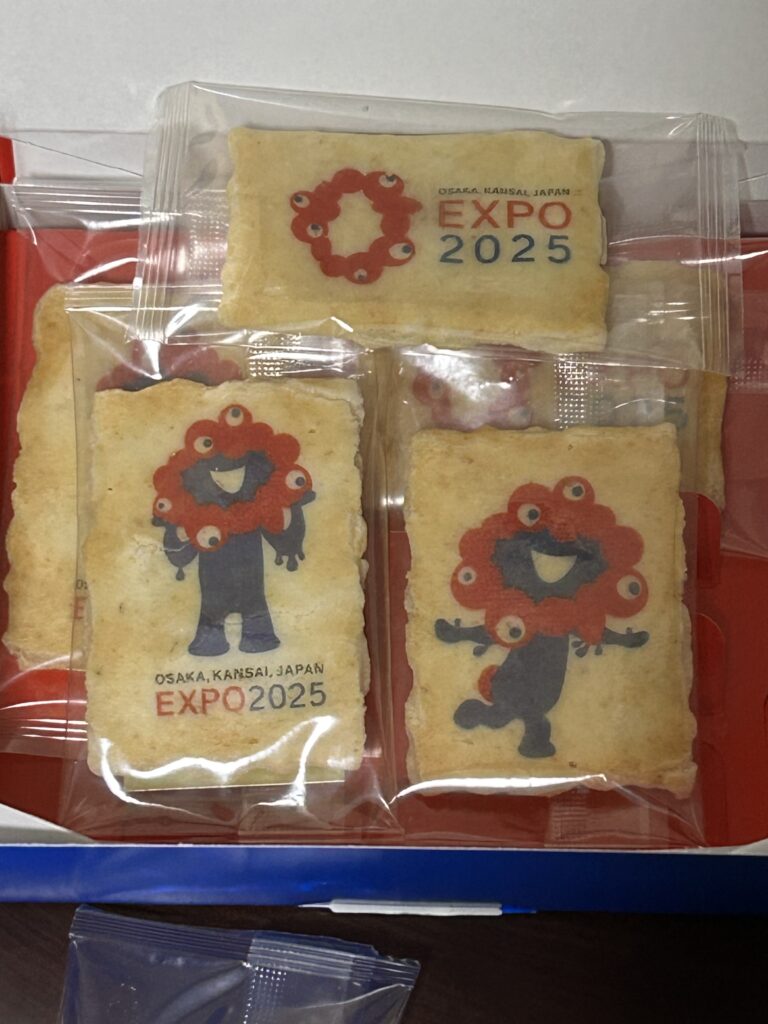 OSAKA, KANSAI, JAPAN
EXPO
2025
OSAKA, KANSAI, JAPAN
EXPO2025